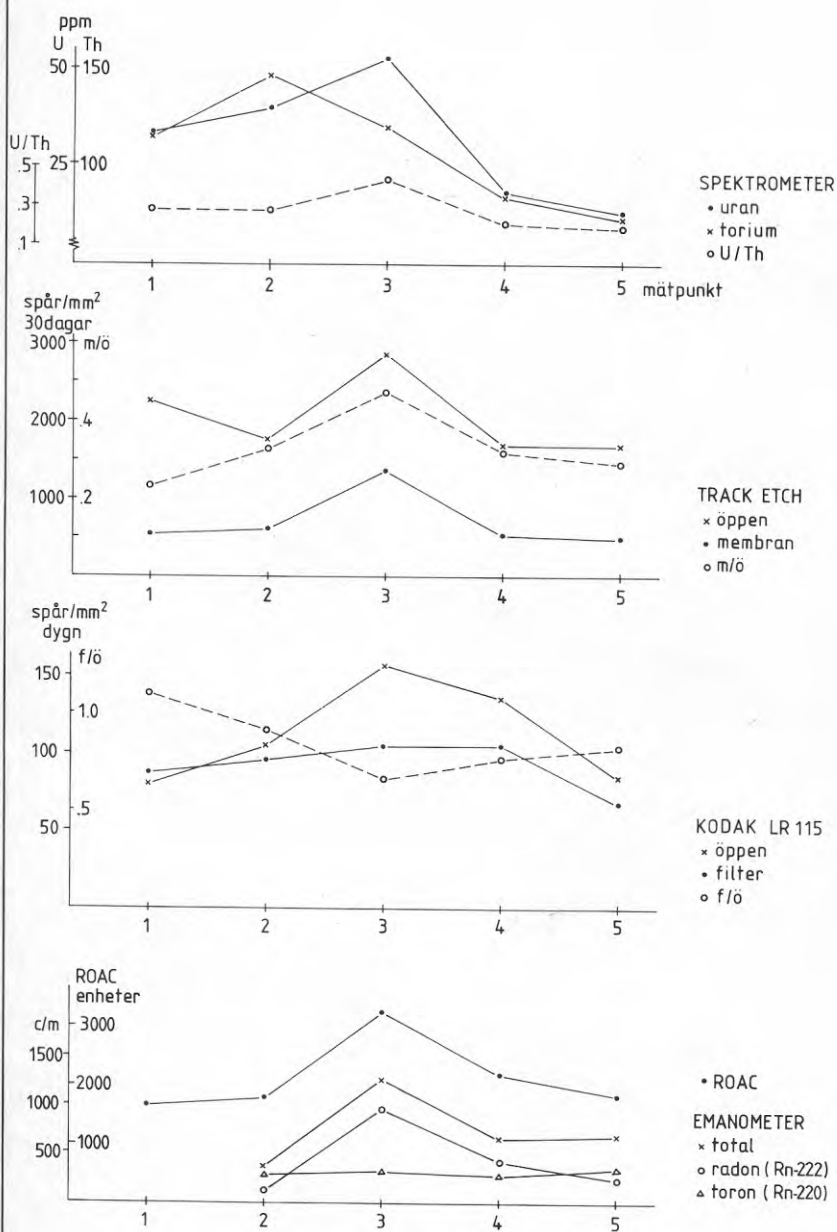 ppm
U Th
50 150
25 100
U/Th
.5
.3
.1
1 2 3 4 5 mätpunkt
SPEKTROMETER
• uran
× torium
o U/Th
spår/mm²
30dagar
3000 m/ö
2000 .4
1000 .2
1 2 3 4 5
TRACK ETCH
× öppen
• membran
o m/ö
spår/mm²
dygn
f/ö
150
1.0
100
.5
50
1 2 3 4 5
KODAK LR 115
× öppen
• filter
o f/ö
ROAC
enheter
c/m
3000
1500
2000
1000
1000
500
1 2 3 4 5
• ROAC
EMANOMETER
× total
o radon (Rn-222)
△ toron (Rn-220)